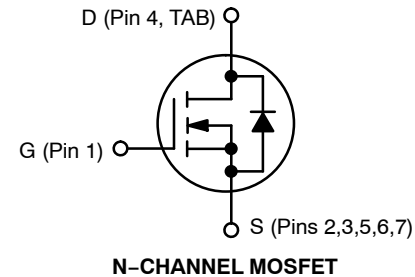 D (Pin 4, TAB)
G (Pin 1)
S (Pins 2,3,5,6,7)
N−CHANNEL MOSFET